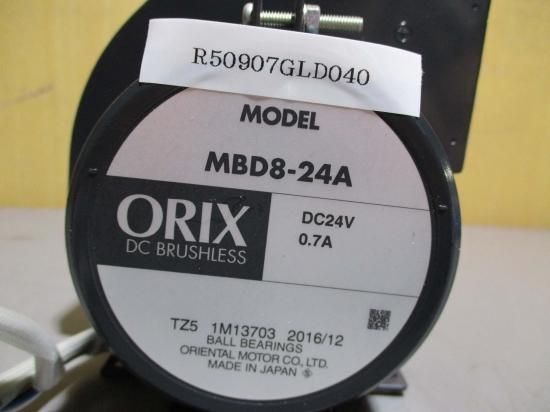 R50907GLD040
MODEL
MBD8-24A
ORIX
DC BRUSHLESS
DC24V
0.7A
TZ5 1M13703 2016/12
BALL BEARINGS
ORIENTAL MOTOR CO., LTD.
MADE IN JAPAN